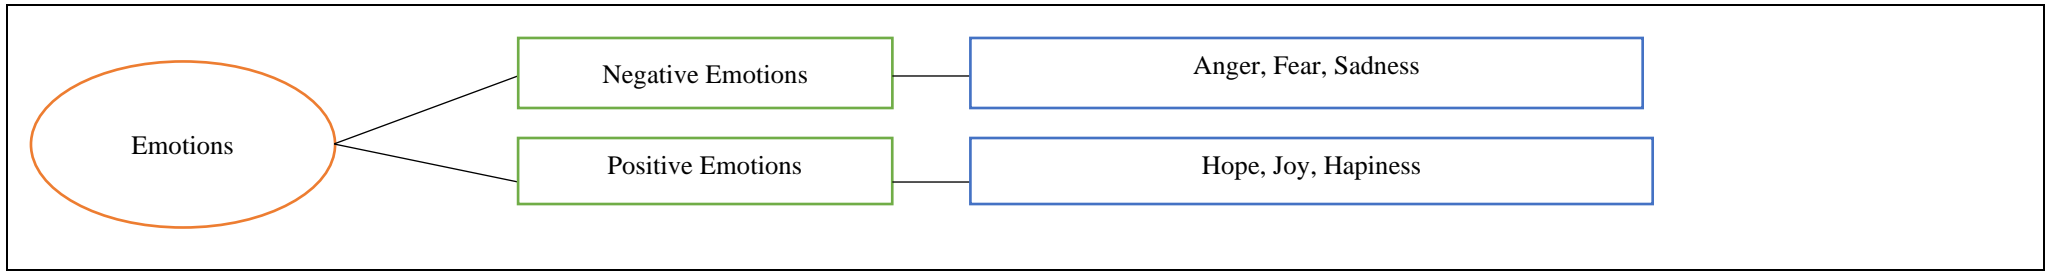 Emotions
Negative Emotions
Anger, Fear, Sadness
Positive Emotions
Hope, Joy, Hapiness